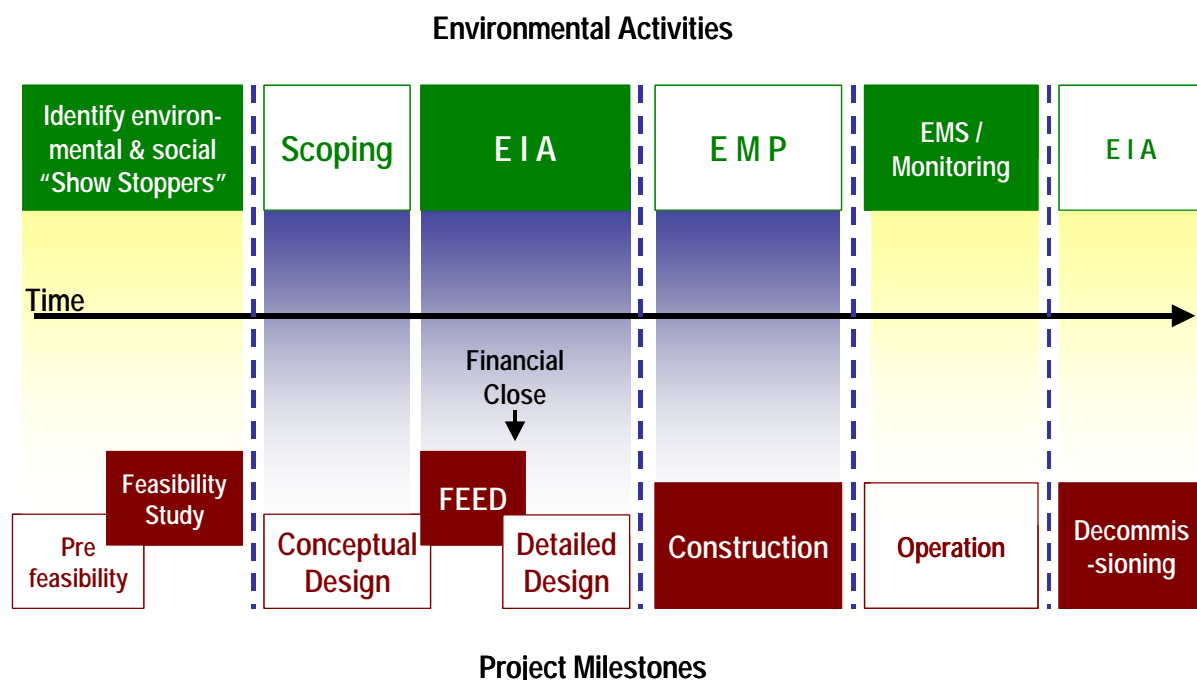 Environmental Activities
Identify environ-
mental & social
“Show Stoppers”
Scoping
E I A
E M P
EMS /
Monitoring
E I A
Time
Financial
Close
Feasibility
Study
Pre
feasibility
Conceptual
Design
FEED
Detailed
Design
Construction
Operation
Decommis
-sioning
Project Milestones